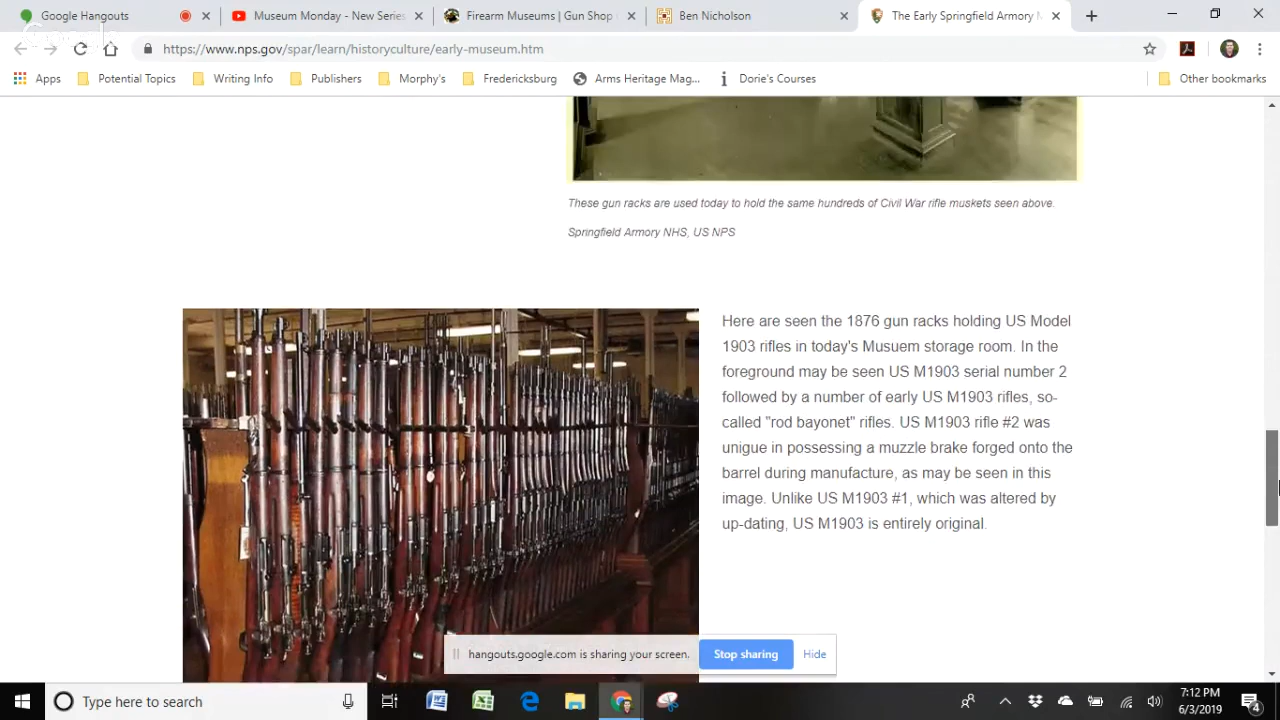 Google Hangouts
Museum Monday - New Series
Firearm Museums | Gun Shop
Ben Nicholson
The Early Springfield Armory M
https://www.nps.gov/spar/learn/historyculture/early-museum.htm
Apps
Potential Topics
Writing Info
Publishers
Morphy's
Fredericksburg
Arms Heritage Mag...
Dorie's Courses
Other bookmarks
These gun racks are used today to hold the same hundreds of Civil War rifle muskets seen above.
Springfield Armory NHS, US NPS
Here are seen the 1876 gun racks holding US Model
1903 rifles in today's Musuem storage room. In the
foreground may be seen US M1903 serial number 2
followed by a number of early US M1903 rifles, so-
called "rod bayonet" rifles. US M1903 rifle #2 was
unigue in possessing a muzzle brake forged onto the
barrel during manufacture, as may be seen in this
image. Unlike US M1903 #1, which was altered by
up-dating, US M1903 is entirely original.
hangouts.google.com is sharing your screen.
Stop sharing
Hide
Type here to search
7:12 PM
6/3/2019
4